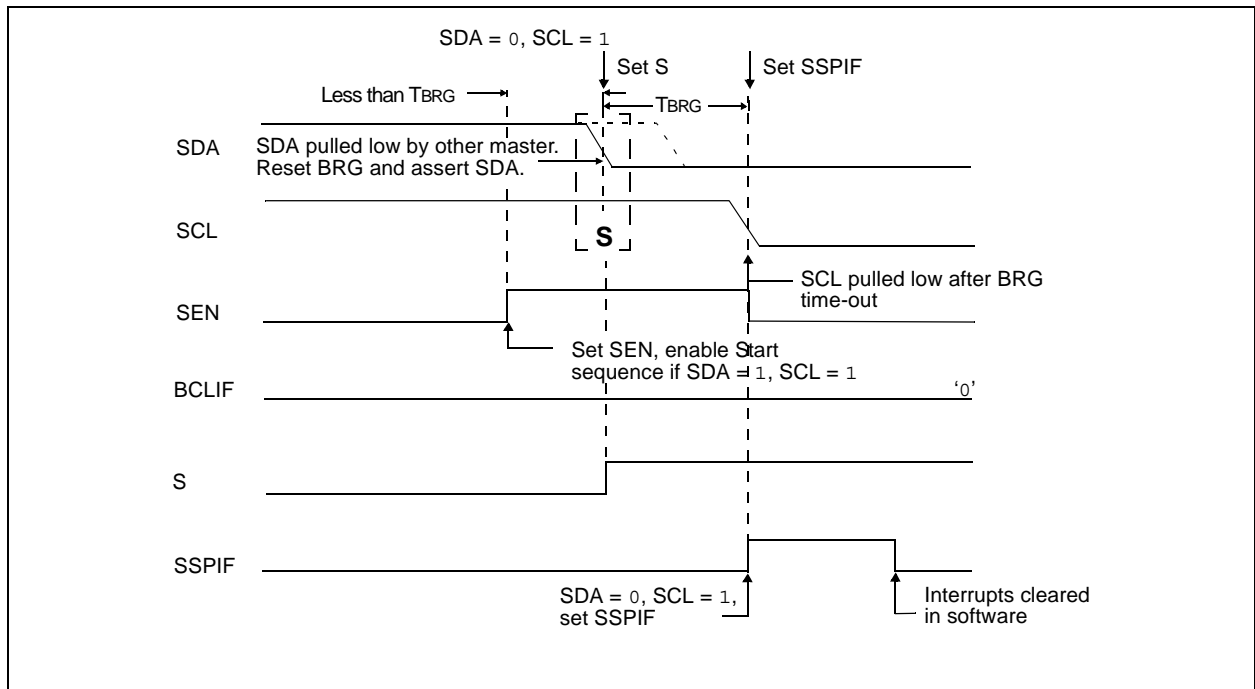 SDA = 0, SCL = 1
Set S
Set SSPIF
Less than TBRG
TBRG
SDA
SDA pulled low by other master.
Reset BRG and assert SDA.
SCL
S
SCL pulled low after BRG
time-out
SEN
Set SEN, enable Start
sequence if SDA = 1, SCL = 1
BCLIF
‘0’
S
SSPIF
SDA = 0, SCL = 1,
set SSPIF
Interrupts cleared
in software